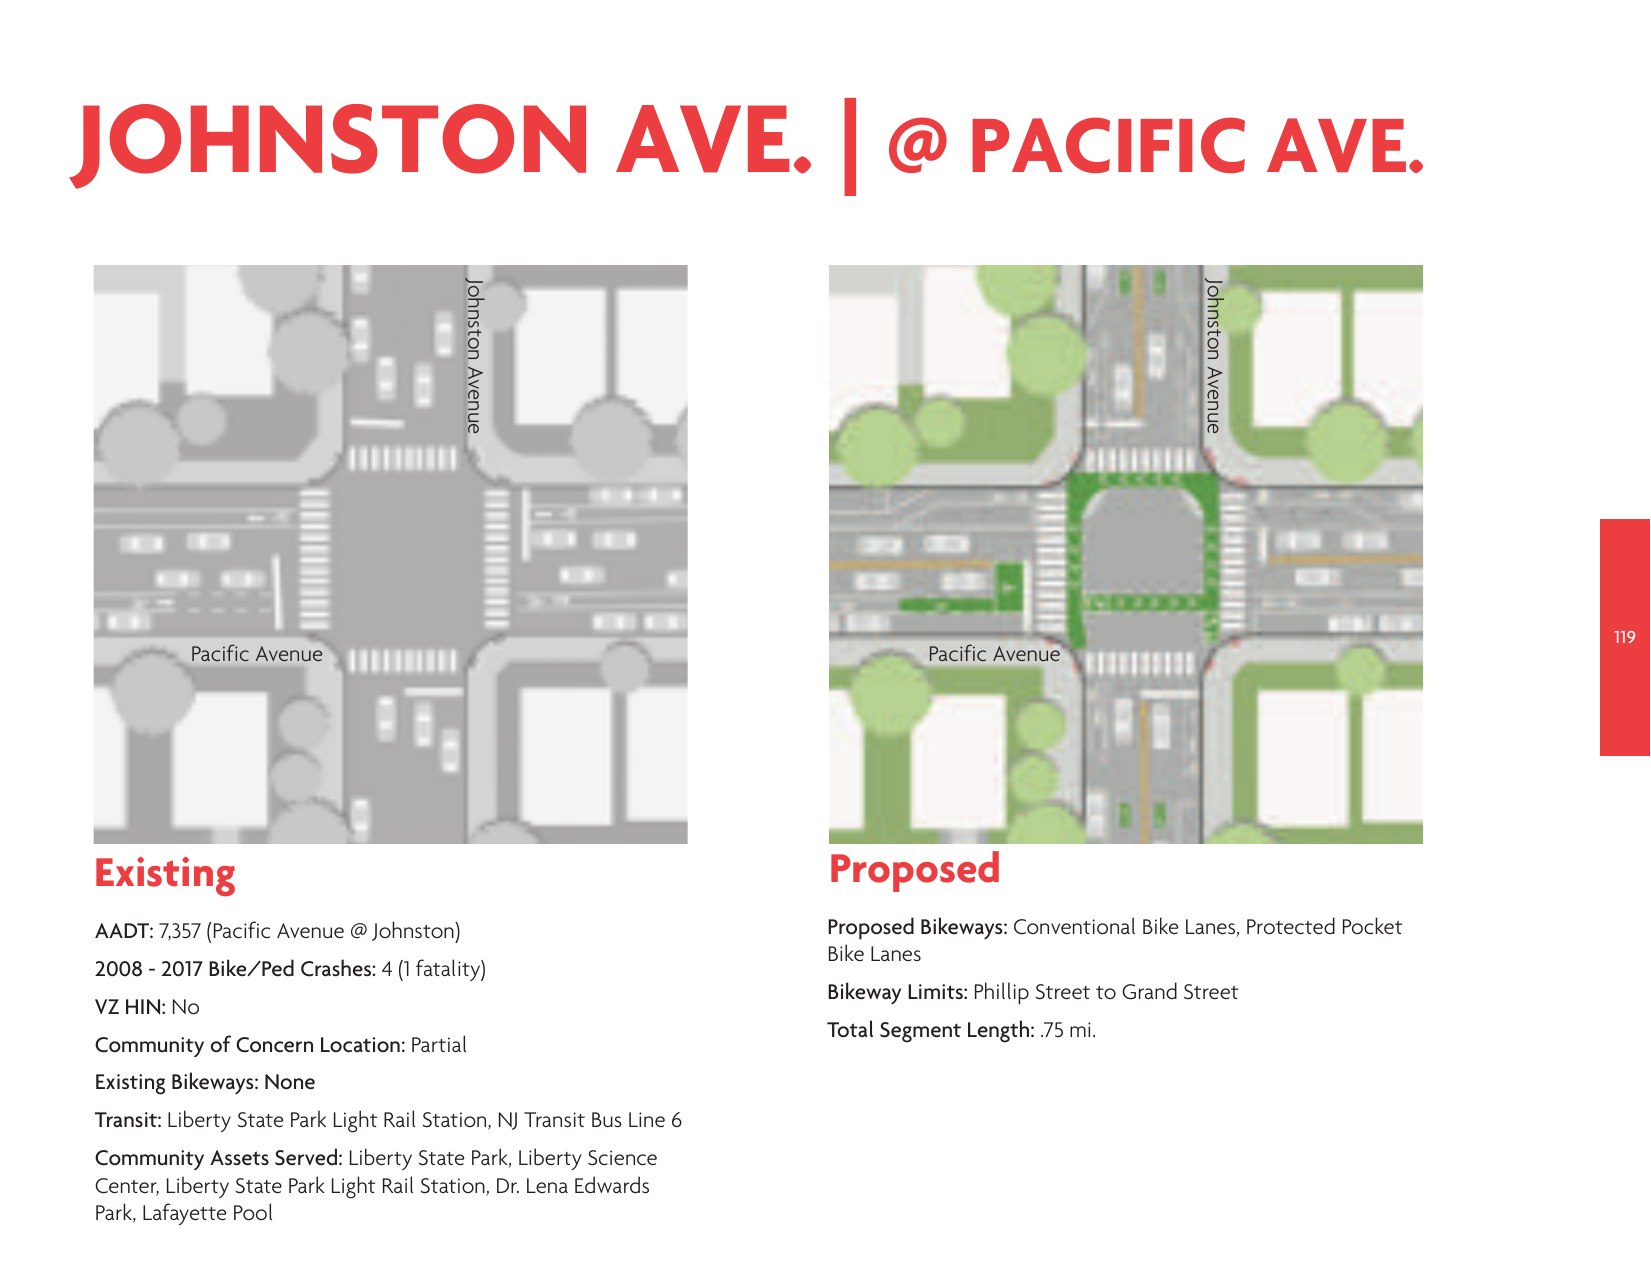 JOHNSTON AVE. | @ PACIFIC AVE.
Johnston Avenue
Pacific Avenue
Existing
AADT: 7,357 (Pacific Avenue @ Johnston)
2008 - 2017 Bike/Ped Crashes: 4 (1 fatality)
VZ HIN: No
Community of Concern Location: Partial
Existing Bikeways: None
Transit: Liberty State Park Light Rail Station, NJ Transit Bus Line 6
Community Assets Served: Liberty State Park, Liberty Science
Center, Liberty State Park Light Rail Station, Dr. Lena Edwards
Park, Lafayette Pool
Johnston Avenue
Pacific Avenue
Proposed
Proposed Bikeways: Conventional Bike Lanes, Protected Pocket
Bike Lanes
Bikeway Limits: Phillip Street to Grand Street
Total Segment Length: .75 mi.
119